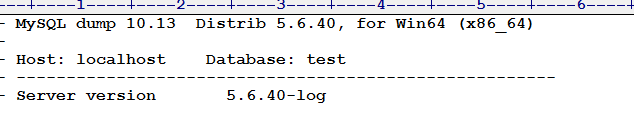 ----+----1----+----2----+----3----+----4----+----5----+----6----+
- MySQL dump 10.13  Distrib 5.6.40, for Win64 (x86_64)
-
- Host: localhost    Database: test
- ------------------------------------------------------
- Server version       5.6.40-log